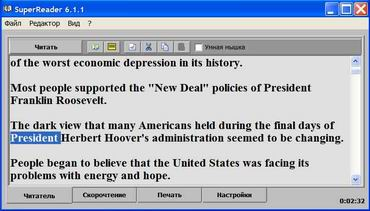 SuperReader 6.1.1
Файл Редактор Вид ?
Читать Умная мышка
of the worst economic depression in its history.
Most people supported the "New Deal" policies of President
Franklin Roosevelt.
The dark view that many Americans held during the final days of
President Herbert Hoover's administration seemed to be changing.
People began to believe that the United States was facing its
problems with energy and hope.
Читатель Скорочтение Печать Настройки
0:02:32